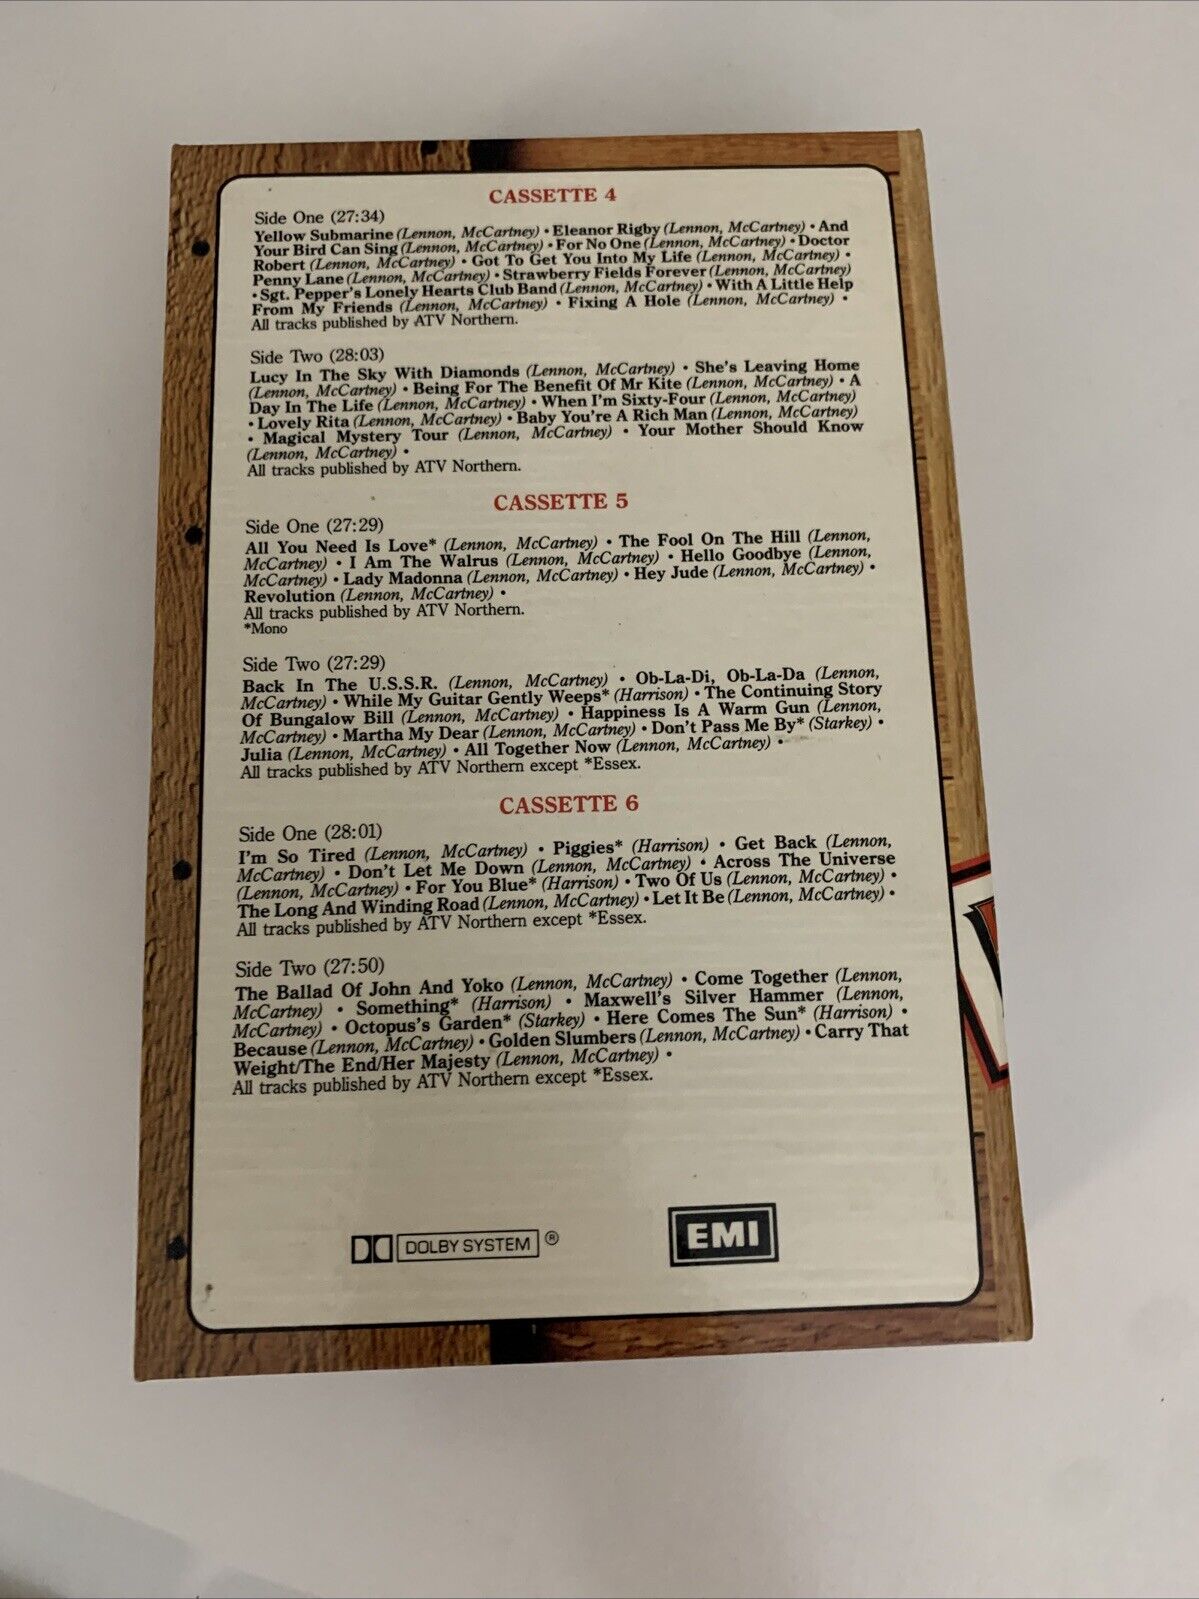 CASSETTE 4
Side One (27:34)
Yellow Submarine (Lennon, McCartney) • Eleanor Rigby (Lennon, McCartney) • And
Your Bird Can Sing (Lennon, McCartney) • For No One (Lennon, McCartney) • Doctor
Robert (Lennon, McCartney) • Got To Get You Into My Life (Lennon, McCartney) •
Penny Lane (Lennon, McCartney) • Strawberry Fields Forever (Lennon, McCartney)
• Sgt. Pepper's Lonely Hearts Club Band (Lennon, McCartney) • With A Little Help
From My Friends (Lennon, McCartney) • Fixing A Hole (Lennon, McCartney) •
All tracks published by ATV Northern.
Side Two (28:03)
Lucy In The Sky With Diamonds (Lennon, McCartney) • She's Leaving Home
(Lennon, McCartney) • Being For The Benefit Of Mr Kite (Lennon, McCartney) • A
Day In The Life (Lennon, McCartney) • When I'm Sixty-Four (Lennon, McCartney)
• Lovely Rita (Lennon, McCartney) • Baby You're A Rich Man (Lennon, McCartney)
• Magical Mystery Tour (Lennon, McCartney) • Your Mother Should Know
(Lennon, McCartney) •
All tracks published by ATV Northern.
CASSETTE 5
Side One (27:29)
All You Need Is Love* (Lennon, McCartney) • The Fool On The Hill (Lennon,
McCartney) • I Am The Walrus (Lennon, McCartney) • Hello Goodbye (Lennon,
McCartney) • Lady Madonna (Lennon, McCartney) • Hey Jude (Lennon, McCartney) •
Revolution (Lennon, McCartney) •
All tracks published by ATV Northern.
*Mono
Side Two (27:29)
Back In The U.S.S.R. (Lennon, McCartney) • Ob-La-Di, Ob-La-Da (Lennon,
McCartney) • While My Guitar Gently Weeps* (Harrison) • The Continuing Story
Of Bungalow Bill (Lennon, McCartney) • Happiness Is A Warm Gun (Lennon,
McCartney) • Martha My Dear (Lennon, McCartney) • Don't Pass Me By* (Starkey) •
Julia (Lennon, McCartney) • All Together Now (Lennon, McCartney) •
All tracks published by ATV Northern except *Essex.
CASSETTE 6
Side One (28:01)
I'm So Tired (Lennon, McCartney) • Piggies* (Harrison) • Get Back (Lennon,
McCartney) • Don't Let Me Down (Lennon, McCartney) • Across The Universe
(Lennon, McCartney) • For You Blue* (Harrison) • Two Of Us (Lennon, McCartney) •
The Long And Winding Road (Lennon, McCartney) • Let It Be (Lennon, McCartney) •
All tracks published by ATV Northern except *Essex.
Side Two (27:50)
The Ballad Of John And Yoko (Lennon, McCartney) • Come Together (Lennon,
McCartney) • Something* (Harrison) • Maxwell's Silver Hammer (Lennon,
McCartney) • Octopus's Garden* (Starkey) • Here Comes The Sun* (Harrison) •
Because (Lennon, McCartney) • Golden Slumbers (Lennon, McCartney) • Carry That
Weight/The End/Her Majesty (Lennon, McCartney) •
All tracks published by ATV Northern except *Essex.
DOLBY SYSTEM ®
EMI